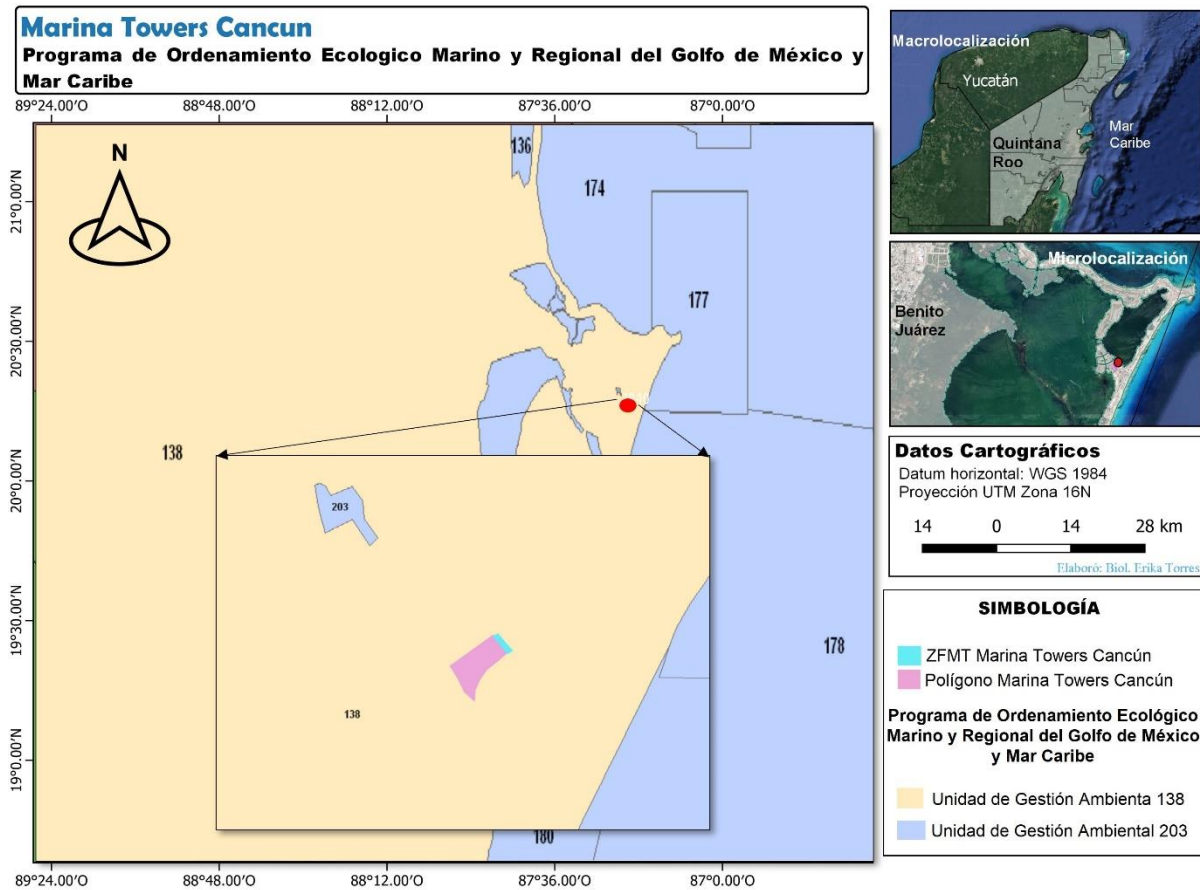 Marina Towers Cancun
Programa de Ordenamiento Ecologico Marino y Regional del Golfo de México y
Mar Caribe
89°24.00'O 88°48.00'O 88°12.00'O 87°36.00'O 87°0.00'O
21°0.00'N
20°30.00'N
20°0.00'N
19°30.00'N
19°0.00'N
N
136
174
177
138
203
138
178
180
89°24.00'O 88°48.00'O 88°12.00'O 87°36.00'O 87°0.00'O
Macrolocalización
Yucatán
Quintana
Roo
Mar
Caribe
Microlocalización
Benito
Juárez
Datos Cartográficos
Datum horizontal: WGS 1984
Proyección UTM Zona 16N
14 0 14 28 km
Elaboró: Biol. Erika Torres
SIMBOLOGÍA
ZFMT Marina Towers Cancún
Polígono Marina Towers Cancún
Programa de Ordenamiento Ecológico
Marino y Regional del Golfo de México
y Mar Caribe
Unidad de Gestión Ambienta 138
Unidad de Gestión Ambiental 203